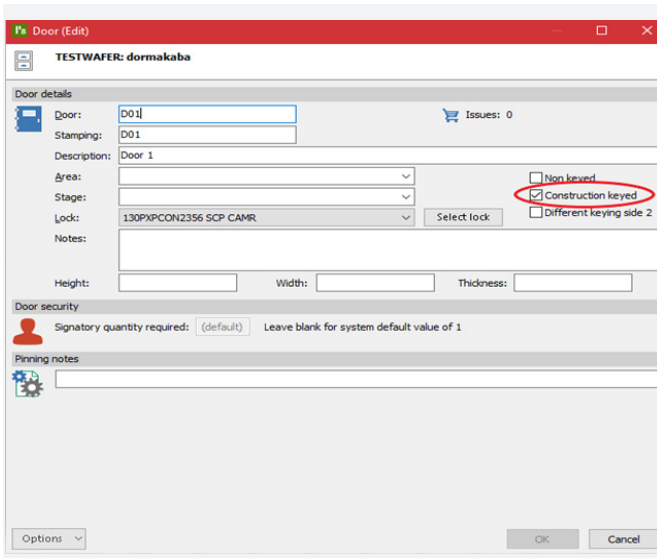 Door (Edit)
TESTWAFER: dormakaba
Door details
Door: D01 Issues: 0
Stamping: D01
Description: Door 1
Area: Non keyed
Stage: Construction keyed
Lock: 130PXPCON2356 SCP CAMR Select lock Different keying side 2
Notes:
Height: Width: Thickness:
Door security
Signatory quantity required: (default) Leave blank for system default value of 1
Pinning notes
Options OK Cancel